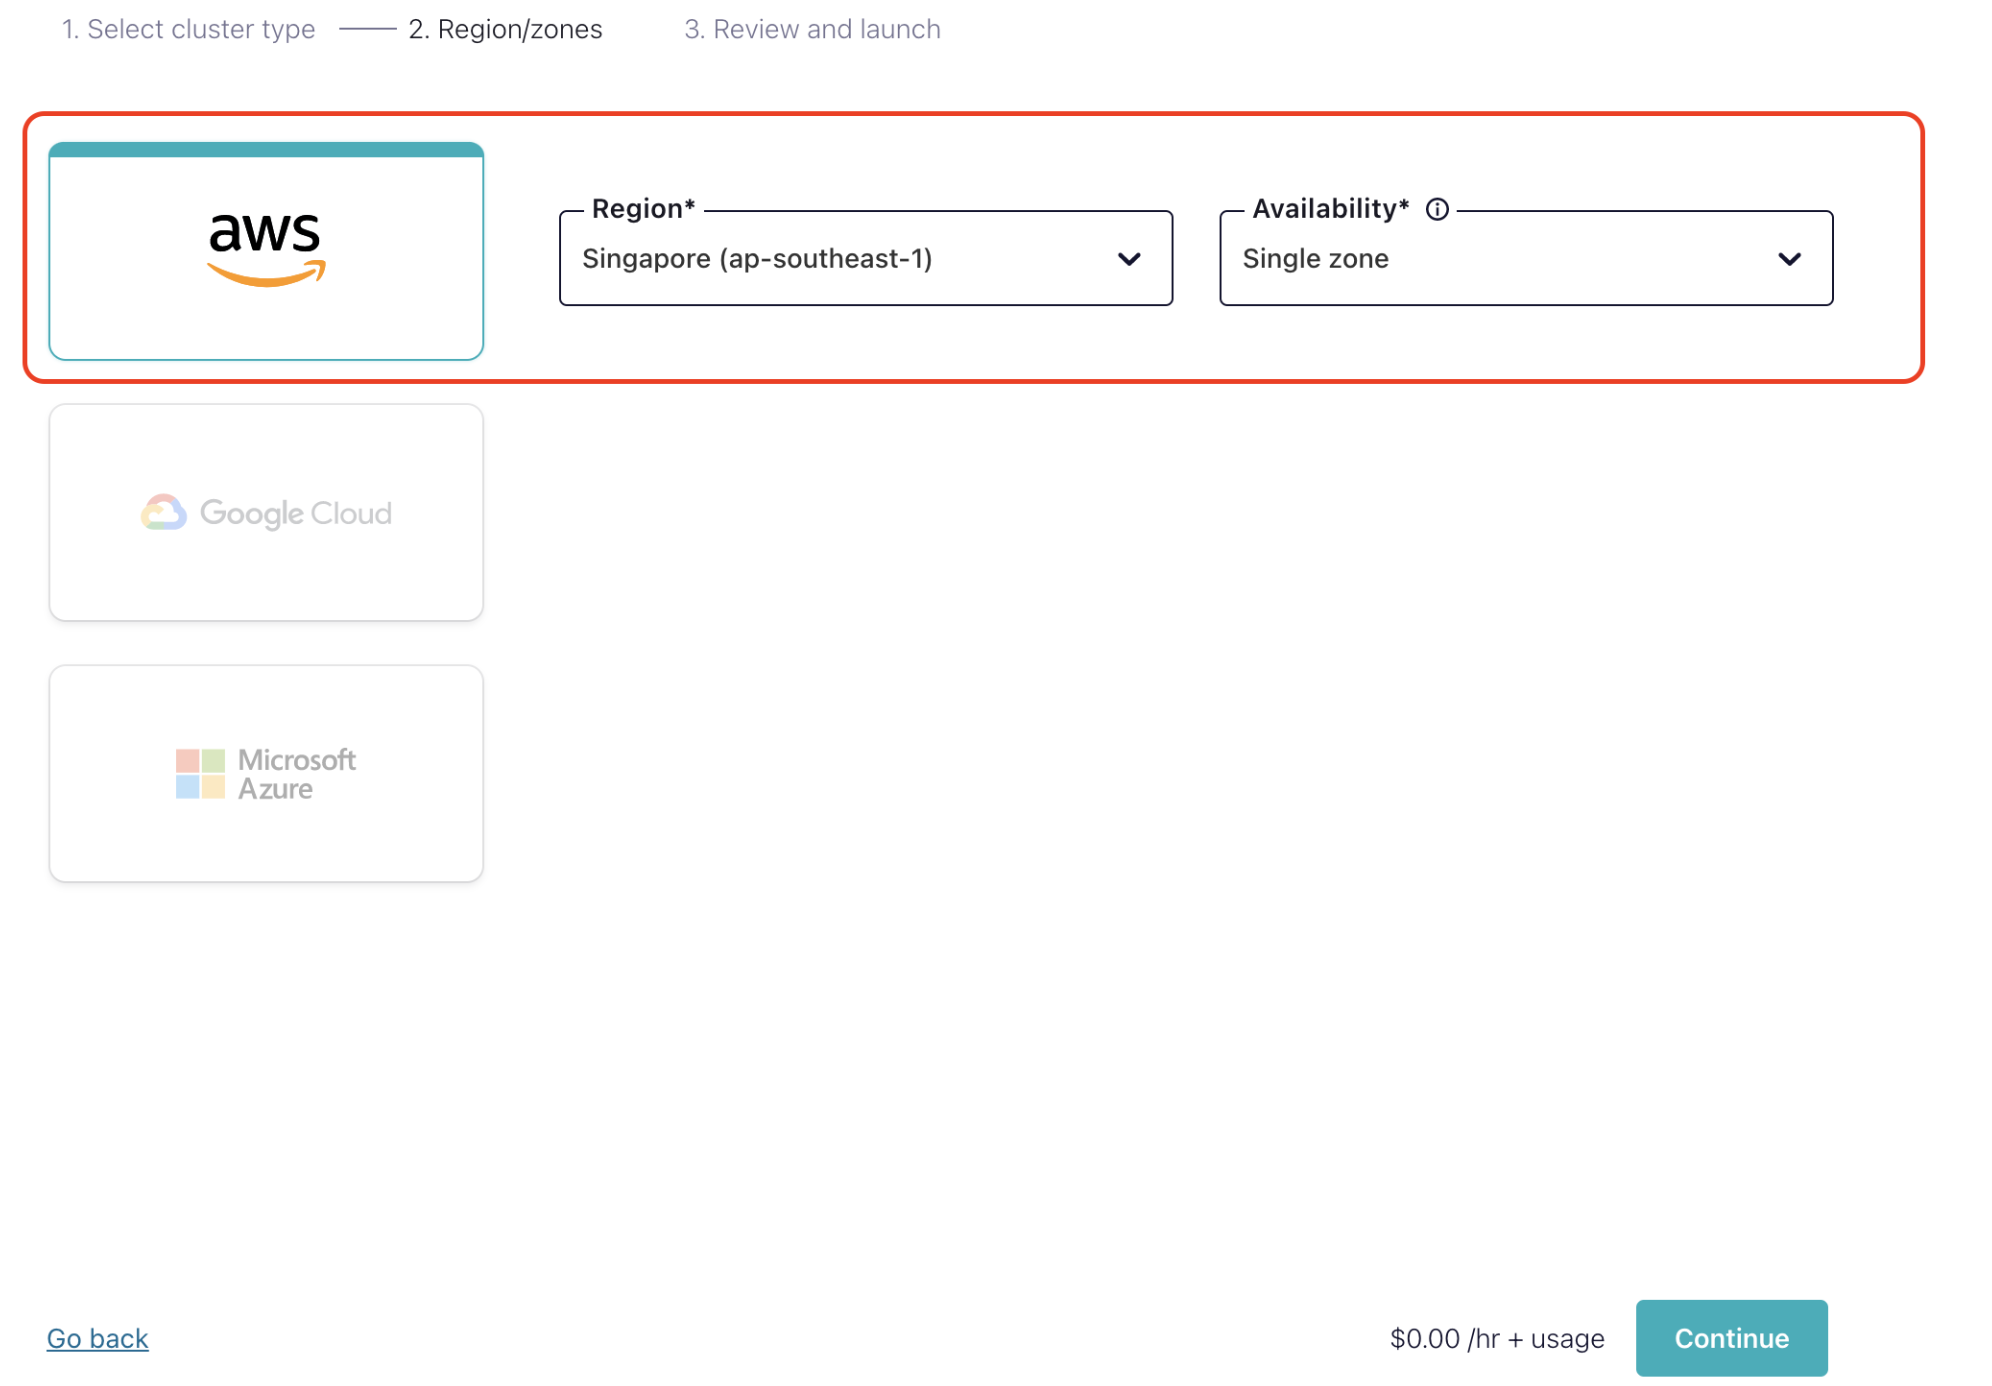 1. Select cluster type 2. Region/zones 3. Review and launch
aws
Region*
Singapore (ap-southeast-1)
Availability*
Single zone
Google Cloud
Microsoft
Azure
Go back
$0.00 /hr + usage
Continue